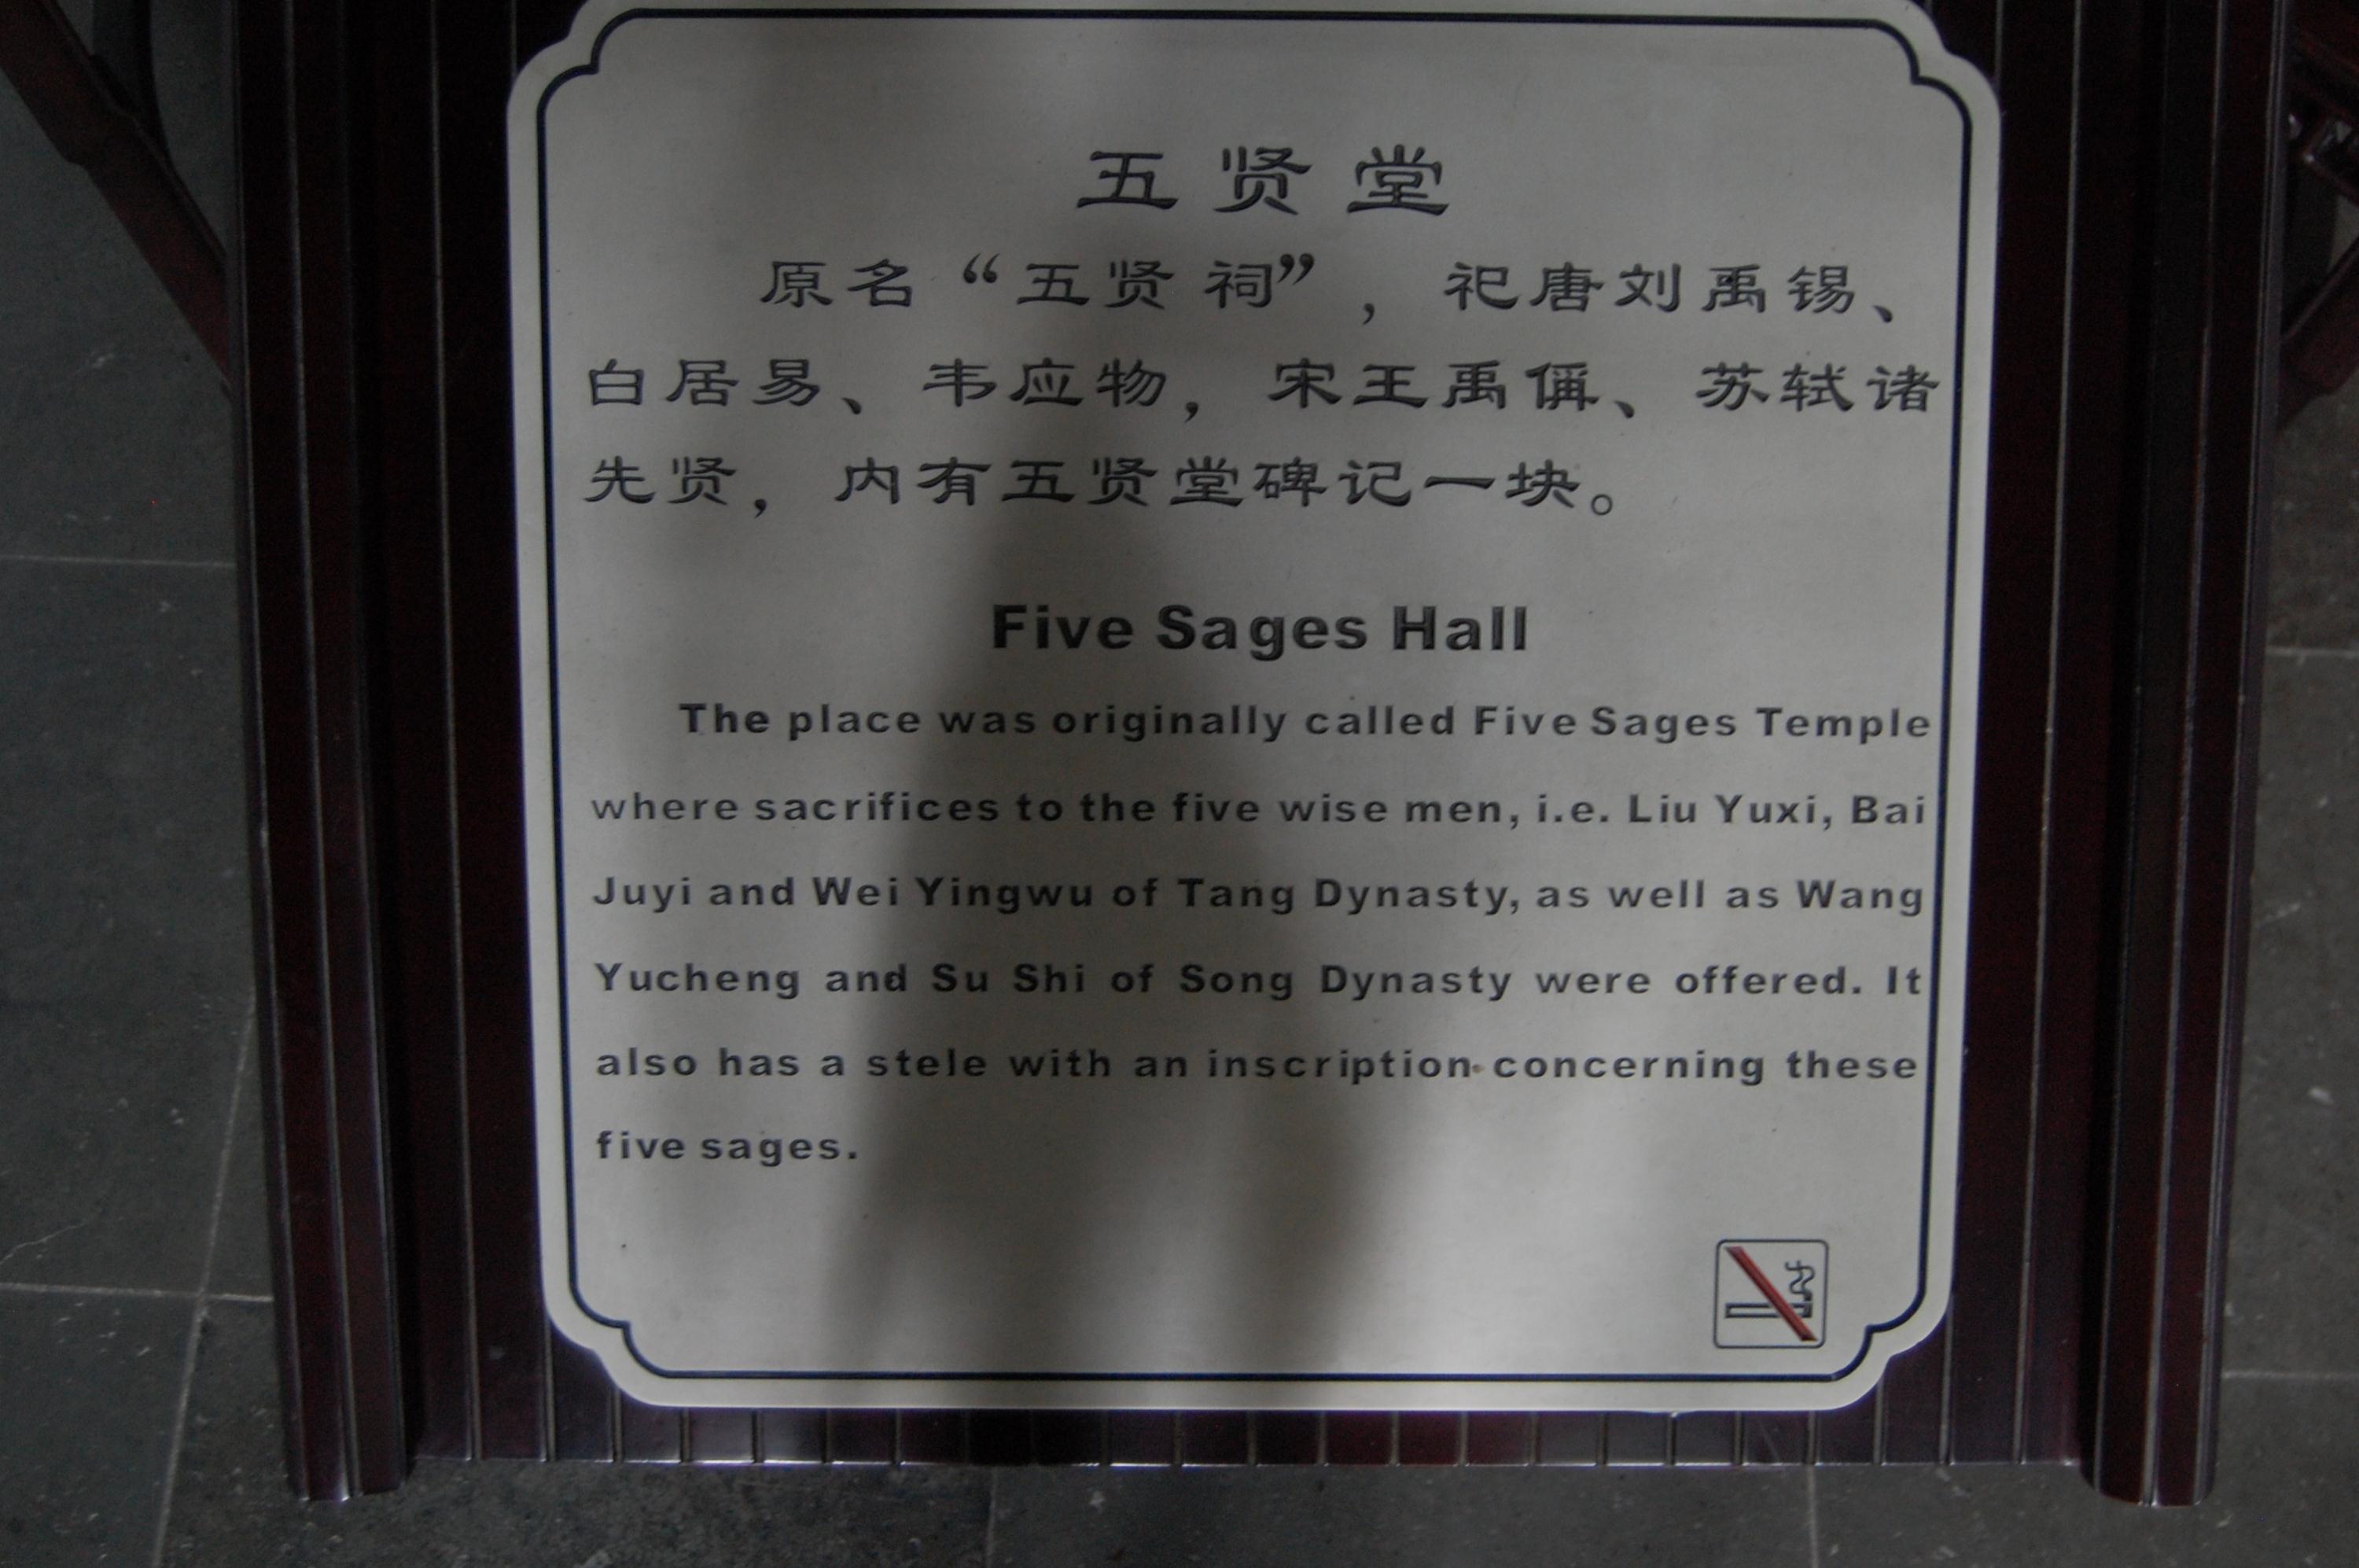 五贤堂
原名“五贤祠”，祀唐刘禹锡、
白居易、韦应物，宋王禹偁、苏轼诸
先贤，内有五贤堂碑记一块。
Five Sages Hall
The place was originally called Five Sages Temple
where sacrifices to the five wise men, i.e. Liu Yuxi, Bai
Juyi and Wei Yingwu of Tang Dynasty, as well as Wang
Yucheng and Su Shi of Song Dynasty were offered. It
also has a stele with an inscription concerning these
five sages.